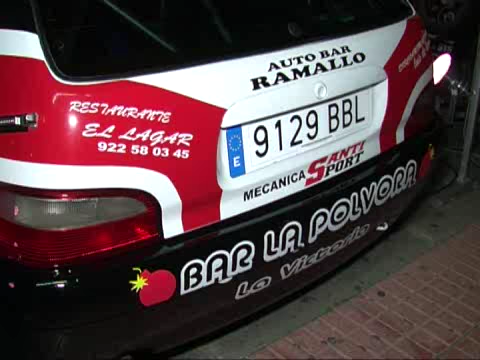 AUTO BAR
RAMALLO
RESTAURANTE
EL LAGAR
922 58 03 45
E
9129 BBL
MECANICA SANTI
SPORT
BAR LA POLVORA
La Victoria